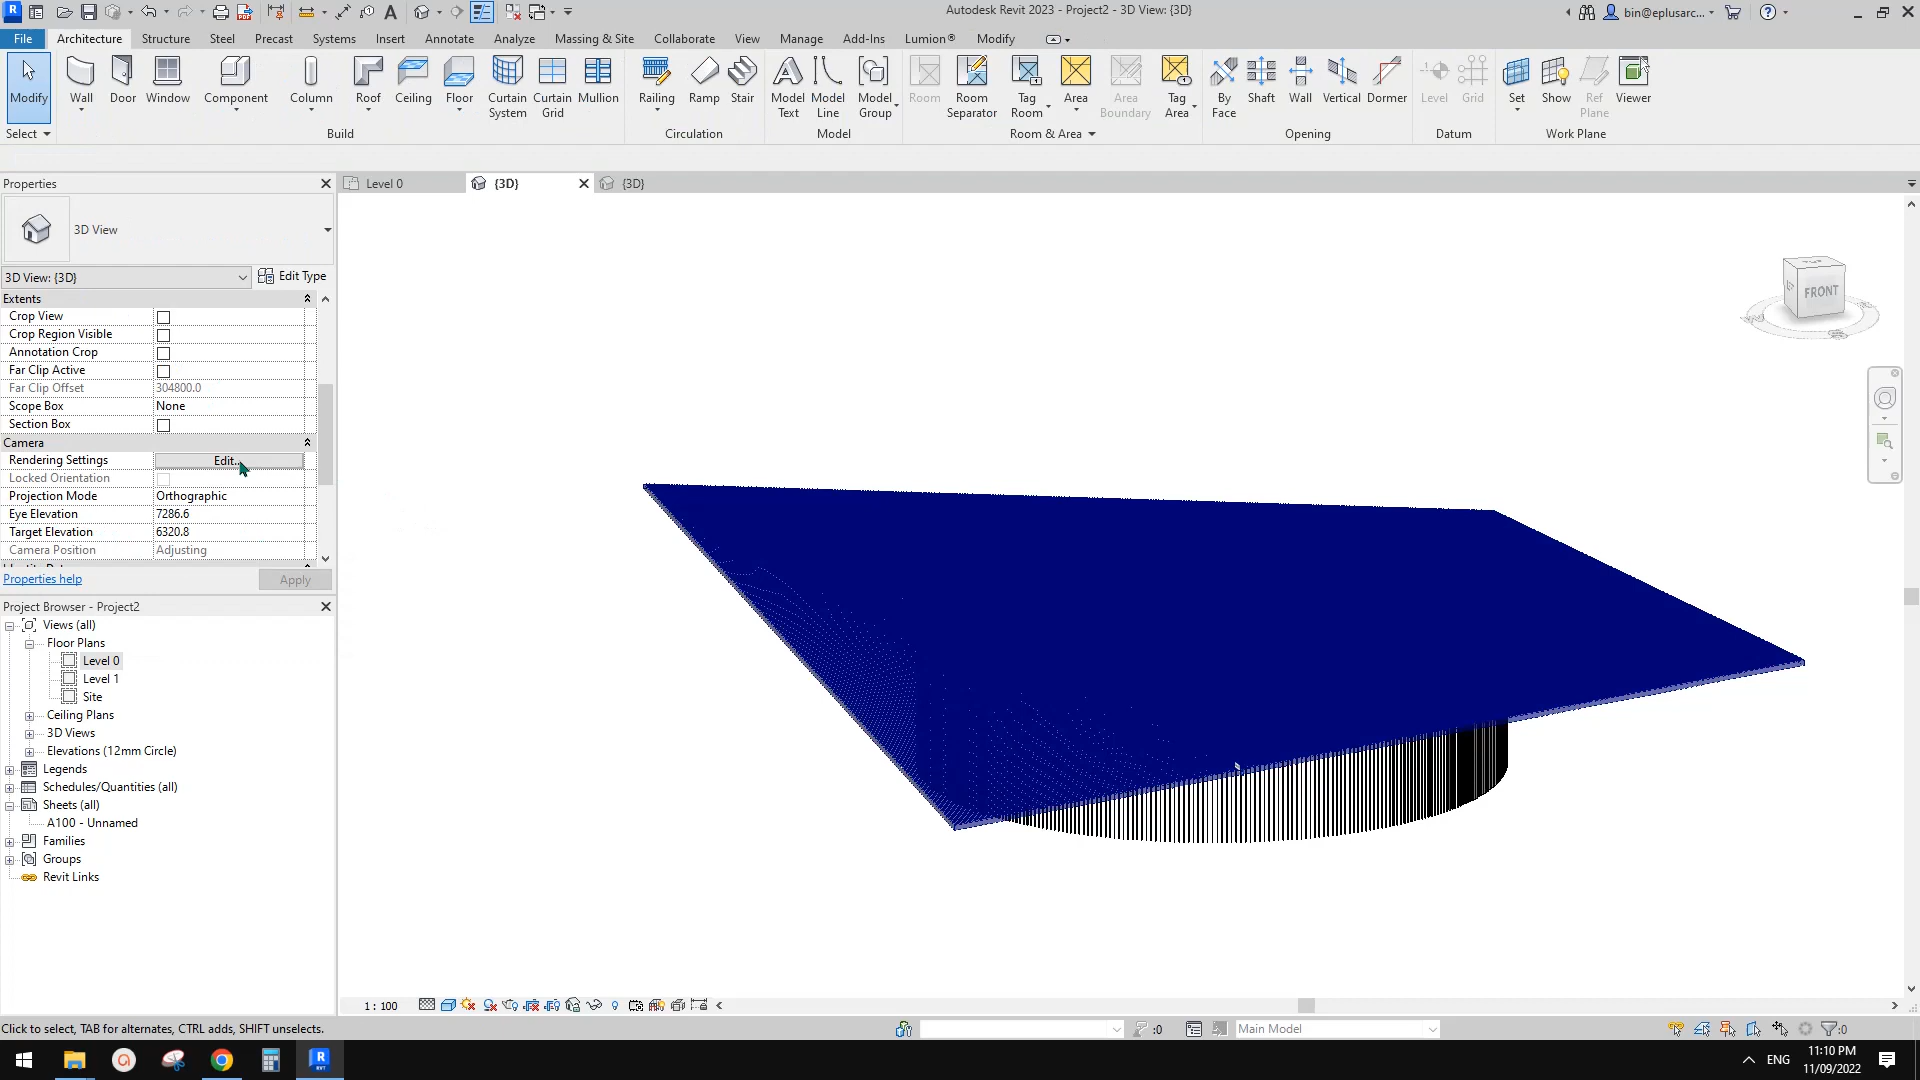 Autodesk Revit 2023 - Project2 - 3D View: {3D}
bin@eplusarc...
File Architecture Structure Steel Precast Systems Insert Annotate Analyze Massing & Site Collaborate View Manage Add-Ins Lumion® Modify
Modify Wall Door Window Component Column Roof Ceiling Floor Curtain System Curtain Grid Mullion Railing Ramp Stair Model Text Model Line Model Group Room Room Separator Tag Room Area Area Boundary Tag Area By Face Shaft Wall Vertical Dormer Level Grid Set Show Ref Plane Viewer
Select Build Circulation Model Room & Area Opening Datum Work Plane
Properties
Level 0 {3D} {3D}
3D View
3D View: {3D} Edit Type
Extents
Crop View
Crop Region Visible
Annotation Crop
Far Clip Active
Far Clip Offset 304800.0
Scope Box None
Section Box
Camera
Rendering Settings Edit...
Locked Orientation
Projection Mode Orthographic
Eye Elevation 7286.6
Target Elevation 6320.8
Camera Position Adjusting
Properties help Apply
FRONT
Project Browser - Project2
Views (all)
Floor Plans
Level 0
Level 1
Site
Ceiling Plans
3D Views
Elevations (12mm Circle)
Legends
Schedules/Quantities (all)
Sheets (all)
A100 - Unnamed
Families
Groups
Revit Links
1 : 100
Click to select, TAB for alternates, CTRL adds, SHIFT unselects.
:0
Main Model
:0
ENG
11:10 PM
11/09/2022